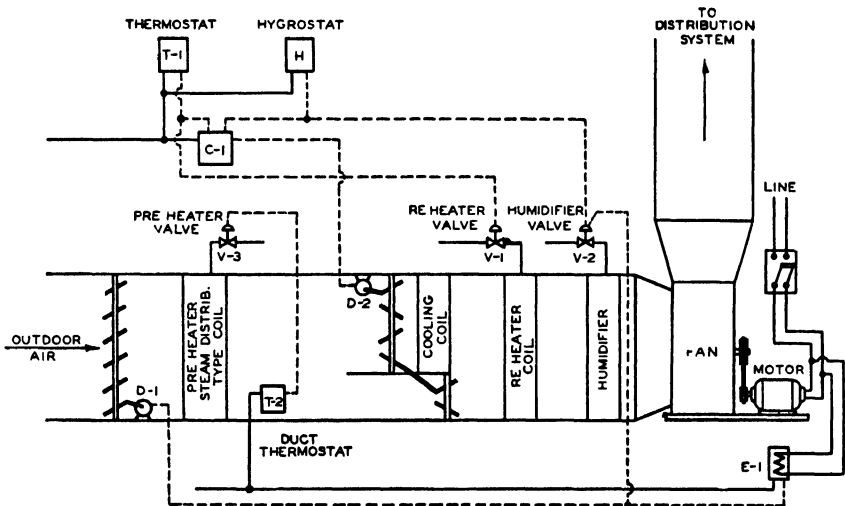 TO
DISTRIBUTION
SYSTEM
THERMOSTAT
HYGROSTAT
T-1
H
C-1
LINE
PRE HEATER
VALVE
RE HEATER
VALVE
HUMIDIFIER
VALVE
V-3
V-1
V-2
D-2
OUTDOOR
AIR
PRE HEATER
STEAM DISTRIB.
TYPE COIL
COOLING
COIL
RE HEATER
COIL
HUMIDIFIER
FAN
MOTOR
D-1
T-2
DUCT
THERMOSTAT
E-1